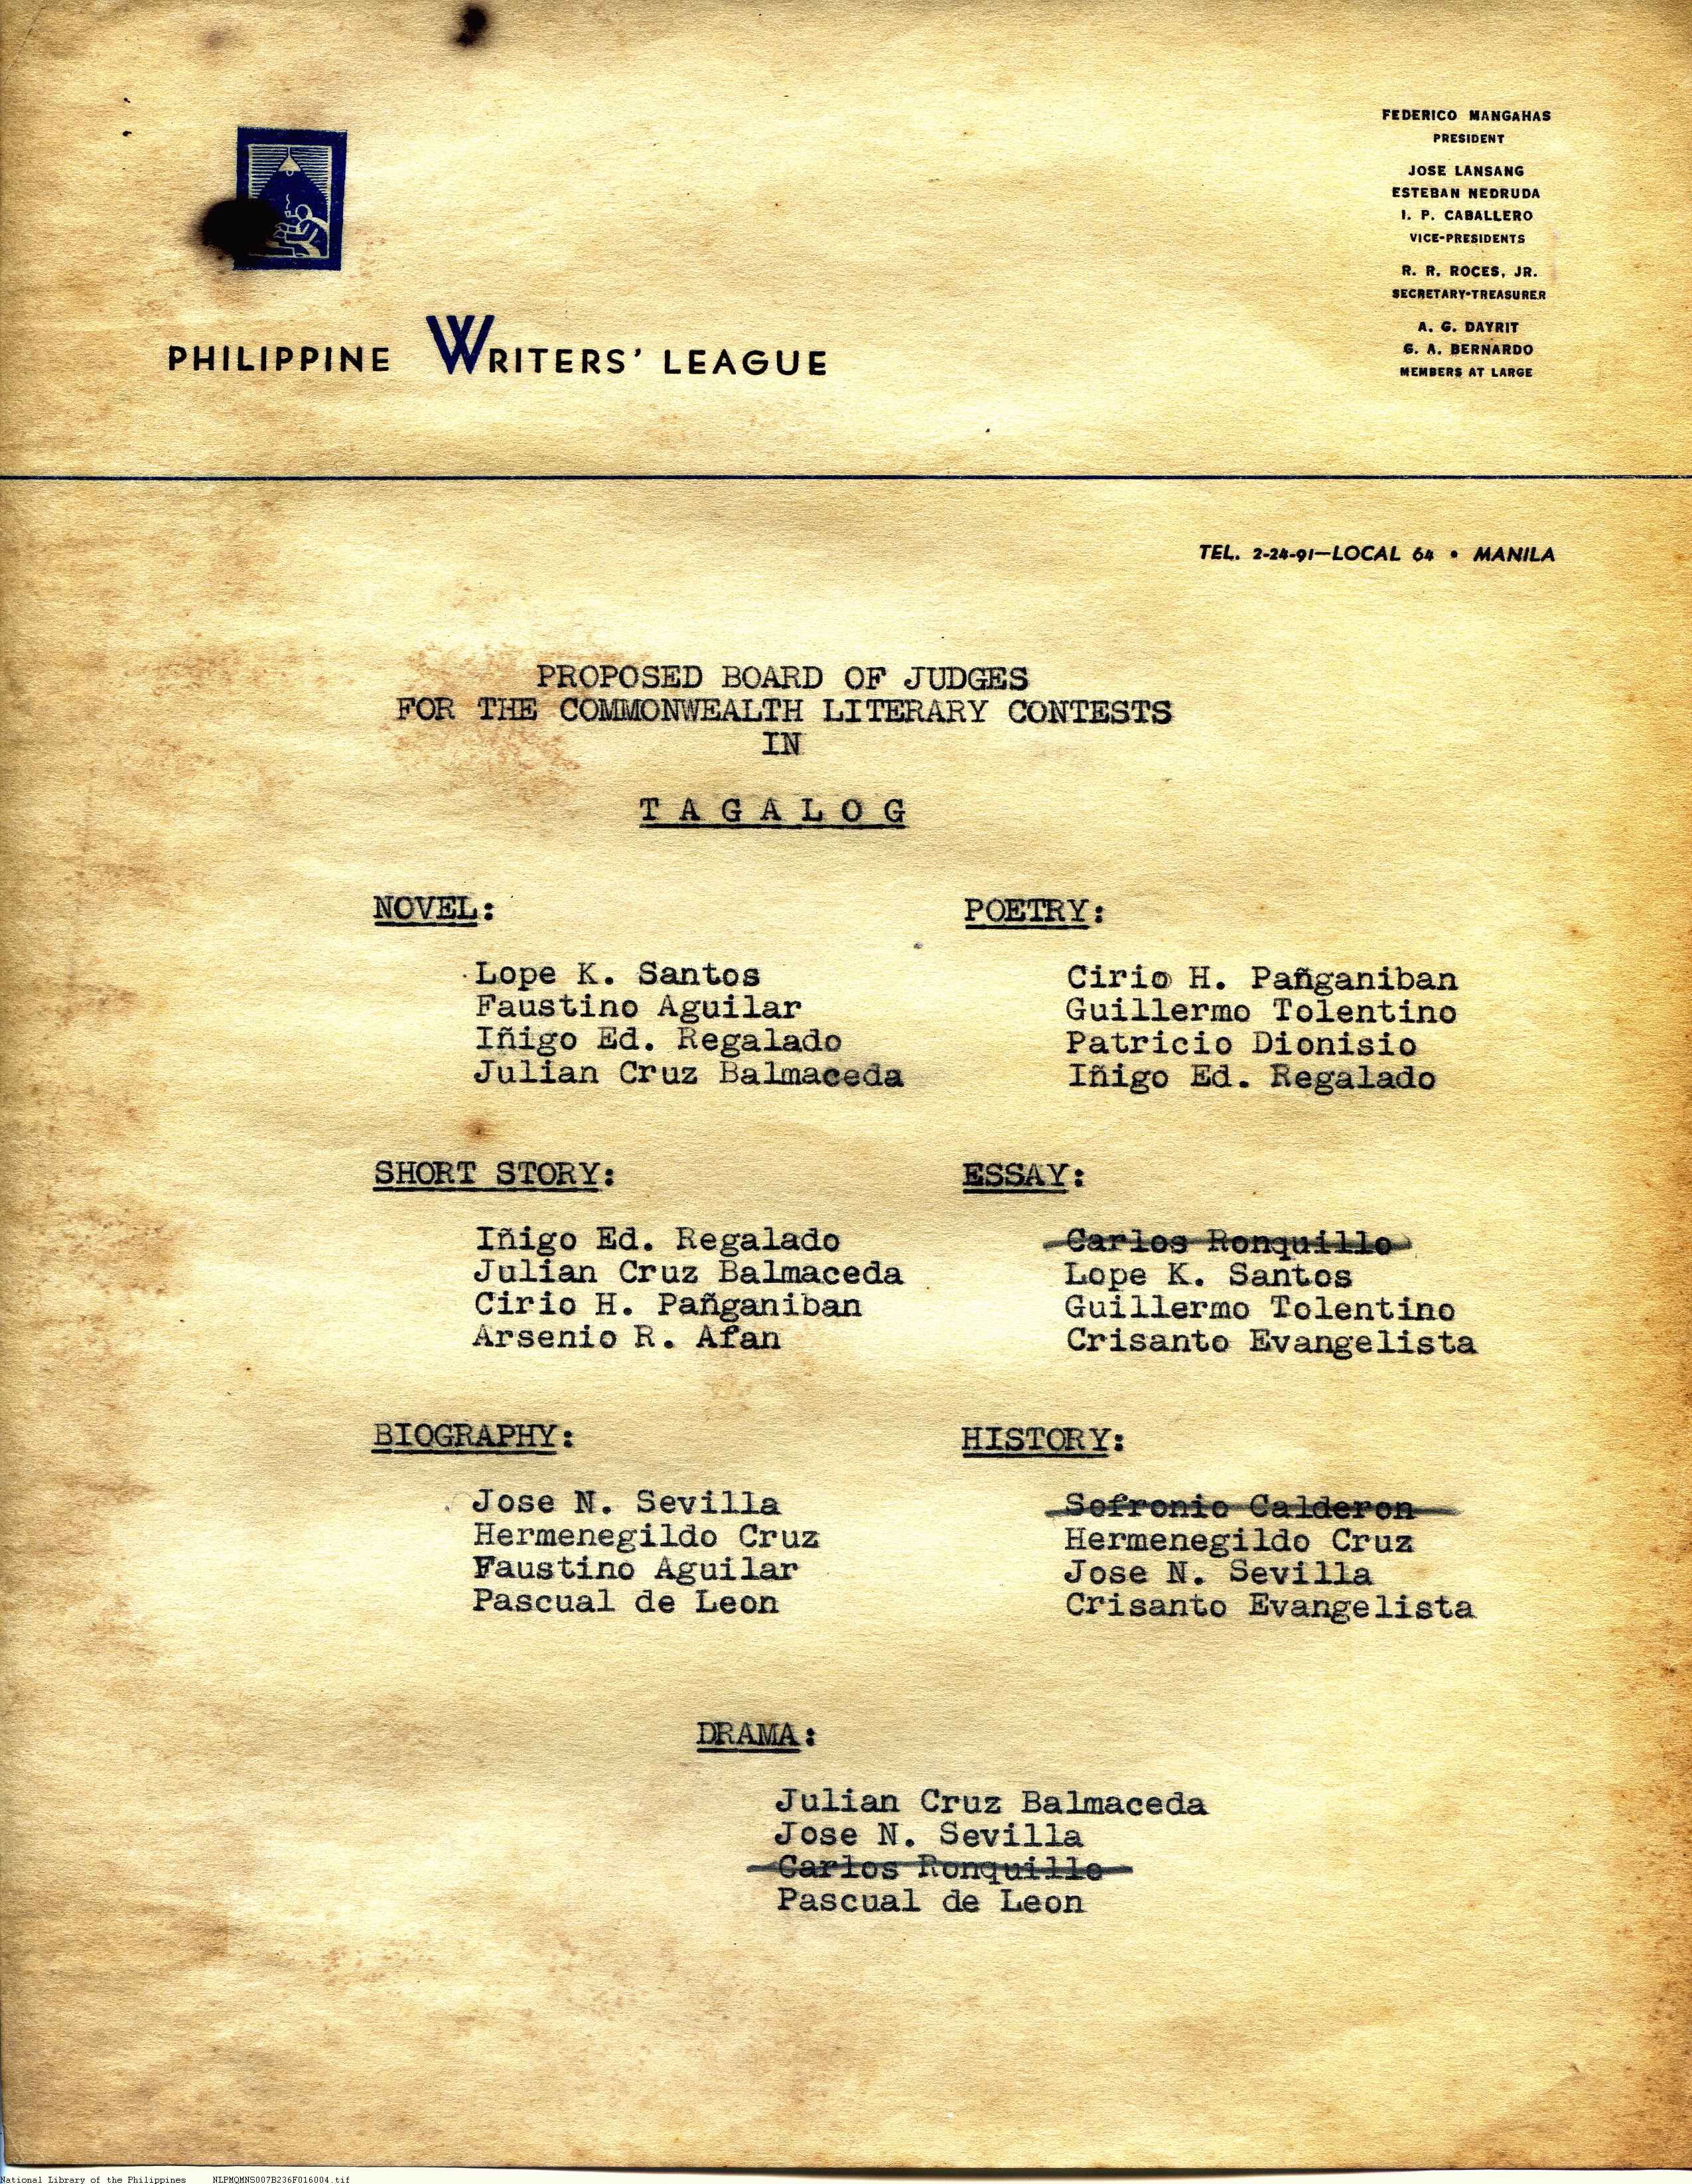 FEDERICO MANGAHAS
PRESIDENT
JOSE LANSANG
ESTEBAN NEDRUDA
I. P. CABALLERO
VICE-PRESIDENTS
R. R. ROCES, JR.
SECRETARY-TREASURER
A. G. DAYRIT
G. A. BERNARDO
MEMBERS AT LARGE
PHILIPPINE WRITERS' LEAGUE
TEL. 2-24-91—LOCAL 64 • MANILA
PROPOSED BOARD OF JUDGES
FOR THE COMMONWEALTH LITERARY CONTESTS
IN
T A G A L O G
NOVEL:
Lope K. Santos
Faustino Aguilar
Iñigo Ed. Regalado
Julian Cruz Balmaceda
POETRY:
Cirio H. Pañganiban
Guillermo Tolentino
Patricio Dionisio
Iñigo Ed. Regalado
SHORT STORY:
Iñigo Ed. Regalado
Julian Cruz Balmaceda
Cirio H. Pañganiban
Arsenio R. Afan
ESSAY:
Carlos Ronquillo
Lope K. Santos
Guillermo Tolentino
Crisanto Evangelista
BIOGRAPHY:
Jose N. Sevilla
Hermenegildo Cruz
Faustino Aguilar
Pascual de Leon
HISTORY:
Sofronio Calderon
Hermenegildo Cruz
Jose N. Sevilla
Crisanto Evangelista
DRAMA:
Julian Cruz Balmaceda
Jose N. Sevilla
Carlos Ronquillo
Pascual de Leon
National Library of the Philippines NLPMQMNS007B236F016004.tif